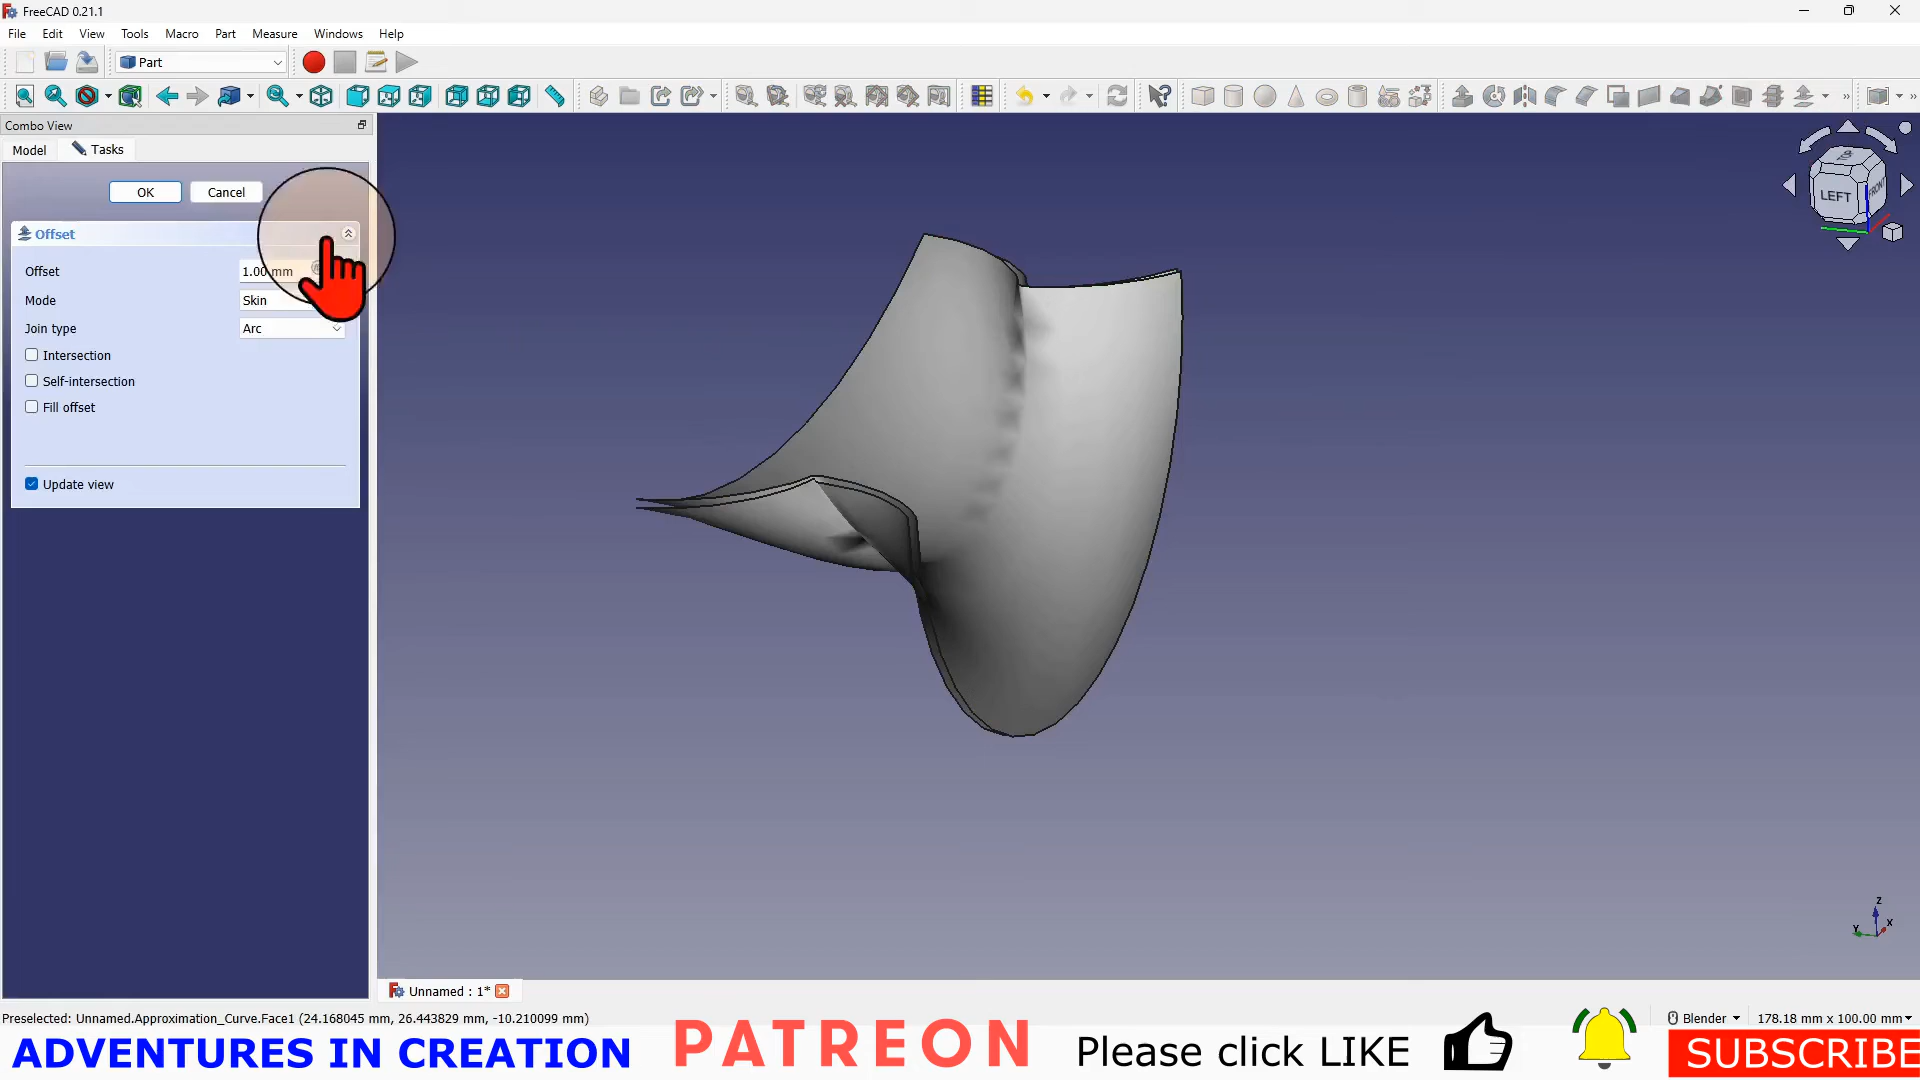 FreeCAD 0.21.1
File Edit View Tools Macro Part Measure Windows Help
Part
Combo View
Model Tasks
OK Cancel
Offset
Offset 1.00 mm
Mode Skin
Join type Arc
Intersection
Self-intersection
Fill offset
Update view
TOP
LEFT FRONT
Z
Y X
Unnamed : 1*
Preselected: Unnamed.Approximation_Curve.Face1 (24.168045 mm, 26.443829 mm, -10.210099 mm)
Blender 178.18 mm x 100.00 mm
ADVENTURES IN CREATION PATREON Please click LIKE SUBSCRIBE